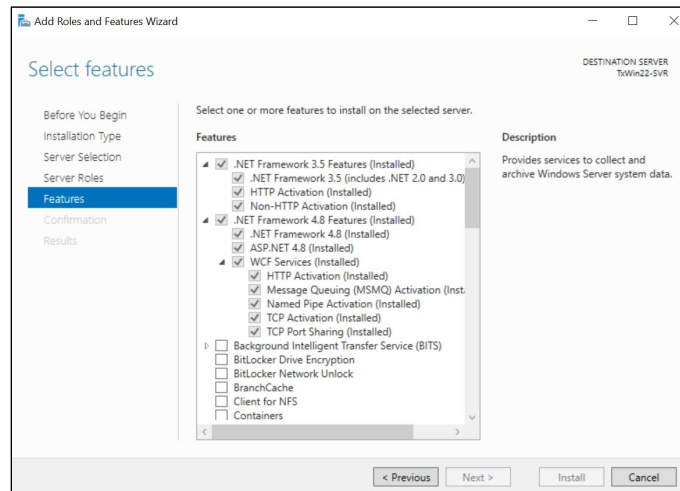 Add Roles and Features Wizard
Select features
DESTINATION SERVER
TxWin22-SVR
Before You Begin
Installation Type
Server Selection
Server Roles
Features
Confirmation
Results
Select one or more features to install on the selected server.
Features
.NET Framework 3.5 Features (Installed)
.NET Framework 3.5 (includes .NET 2.0 and 3.0)
HTTP Activation (Installed)
Non-HTTP Activation (Installed)
.NET Framework 4.8 Features (Installed)
.NET Framework 4.8 (Installed)
ASP.NET 4.8 (Installed)
WCF Services (Installed)
HTTP Activation (Installed)
Message Queuing (MSMQ) Activation (Insta
Named Pipe Activation (Installed)
TCP Activation (Installed)
TCP Port Sharing (Installed)
Background Intelligent Transfer Service (BITS)
BitLocker Drive Encryption
BitLocker Network Unlock
BranchCache
Client for NFS
Containers
Description
Provides services to collect and
archive Windows Server system data.
< Previous
Next >
Install
Cancel